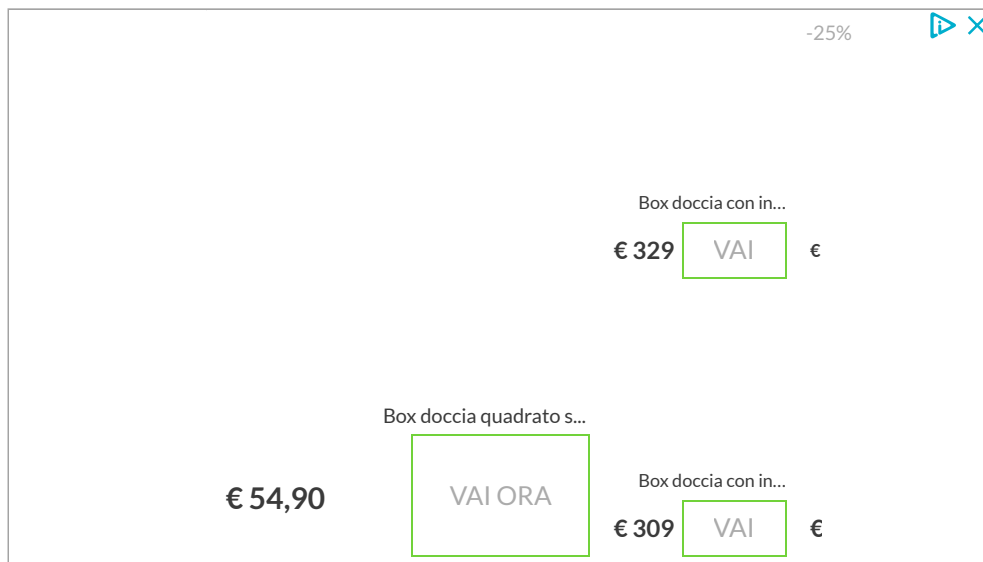 -25%
Box doccia con in...
€ 329
VAI
€
Box doccia quadrato s...
€ 54,90
VAI ORA
Box doccia con in...
€ 309
VAI
€